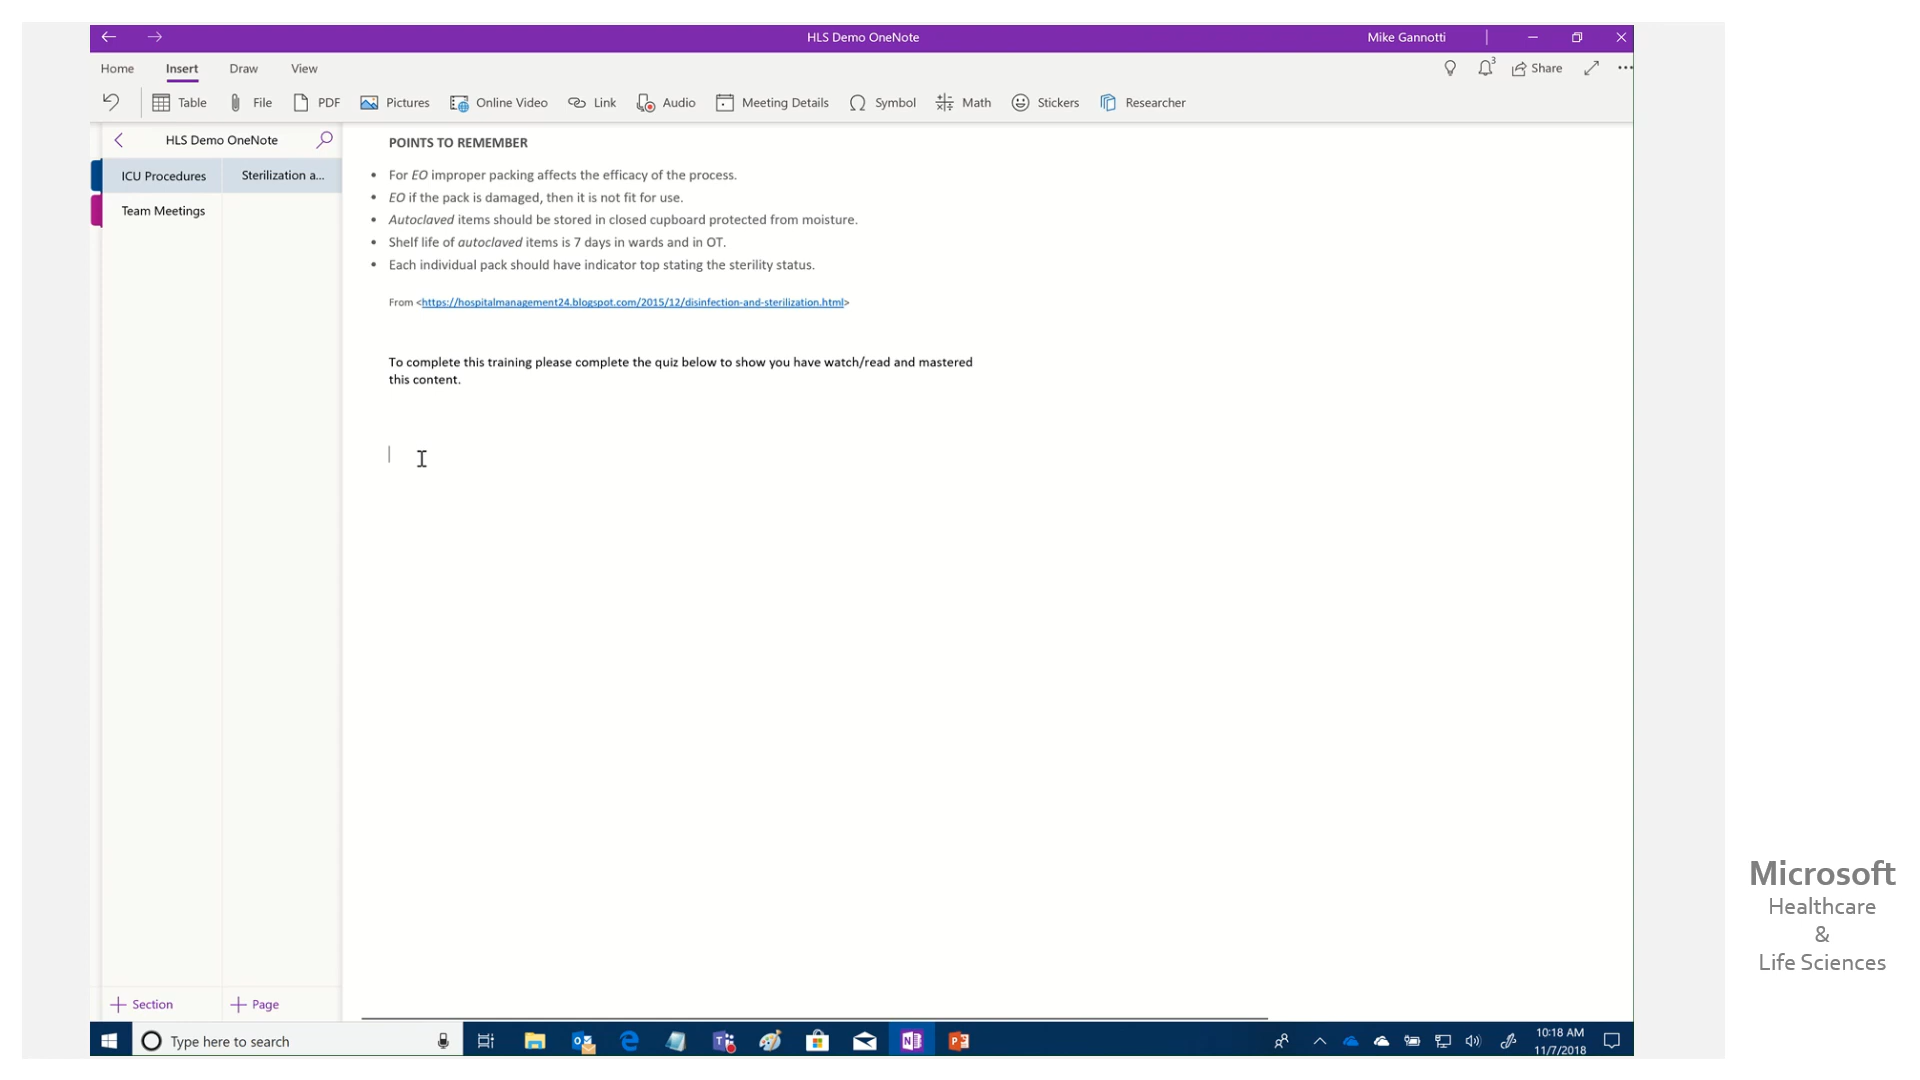 HLS Demo OneNote
Mike Gannotti
Home Insert Draw View
3
Share
Table File PDF Pictures Online Video Link Audio Meeting Details Symbol Math Stickers Researcher
HLS Demo OneNote
ICU Procedures
Sterilization a...
Team Meetings
POINTS TO REMEMBER
• For EO improper packing affects the efficacy of the process.
• EO if the pack is damaged, then it is not fit for use.
• Autoclaved items should be stored in closed cupboard protected from moisture.
• Shelf life of autoclaved items is 7 days in wards and in OT.
• Each individual pack should have indicator top stating the sterility status.
From <https://hospitalmanagement24.blogspot.com/2015/12/disinfection-and-sterilization.html>
To complete this training please complete the quiz below to show you have watch/read and mastered
this content.
Section
Page
Microsoft
Healthcare
&
Life Sciences
Type here to search
10:18 AM
11/7/2018